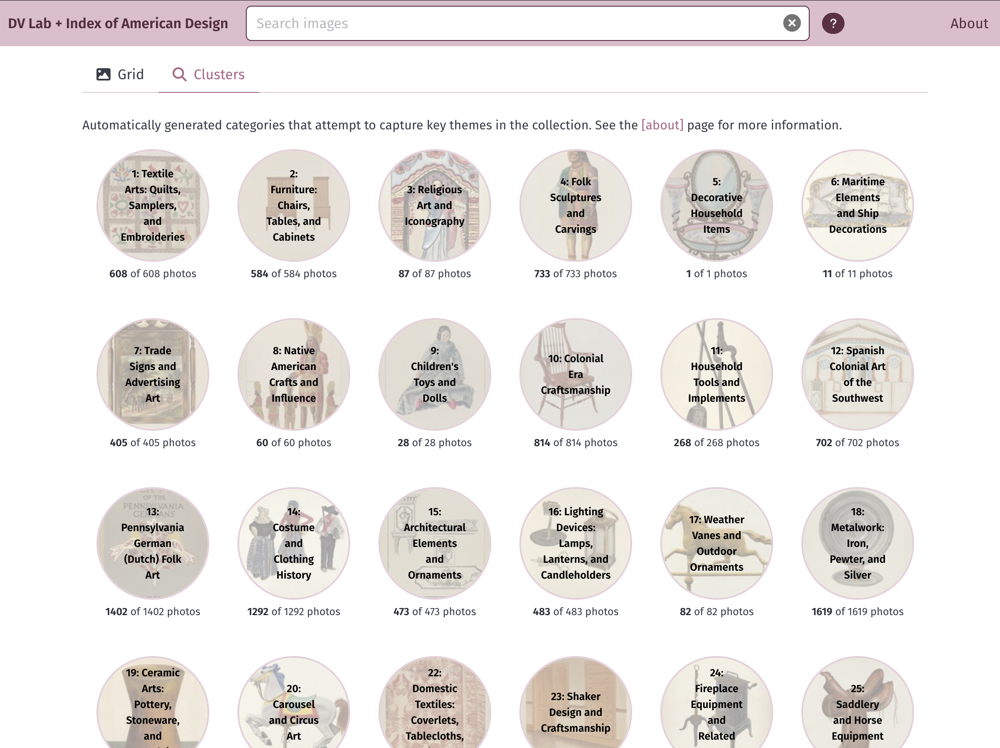 DV Lab + Index of American Design
Search images
?
About
Grid
Clusters
Automatically generated categories that attempt to capture key themes in the collection. See the [about] page for more information.
1: Textile
Arts: Quilts,
Samplers,
and
Embroideries
608 of 608 photos
2:
Furniture:
Chairs,
Tables, and
Cabinets
584 of 584 photos
3: Religious
Art and
Iconography
87 of 87 photos
4: Folk
Sculptures
and
Carvings
733 of 733 photos
5:
Decorative
Household
Items
1 of 1 photos
6: Maritime
Elements
and Ship
Decorations
11 of 11 photos
7: Trade
Signs and
Advertising
Art
405 of 405 photos
8: Native
American
Crafts and
Influence
60 of 60 photos
9:
Children's
Toys and
Dolls
28 of 28 photos
10: Colonial
Era
Craftsmanship
814 of 814 photos
11:
Household
Tools and
Implements
268 of 268 photos
12: Spanish
Colonial Art
of the
Southwest
702 of 702 photos
OF THE
PENNSYLVANIA
GERMANS
13:
Pennsylvania
German
(Dutch) Folk
Art
1402 of 1402 photos
14:
Costume
and
Clothing
History
1292 of 1292 photos
15:
Architectural
Elements
and
Ornaments
473 of 473 photos
16: Lighting
Devices:
Lamps,
Lanterns, and
Candleholders
483 of 483 photos
17: Weather
Vanes and
Outdoor
Ornaments
82 of 82 photos
18:
Metalwork:
Iron,
Pewter, and
Silver
1619 of 1619 photos
19: Ceramic
Arts:
Pottery,
Stoneware,
and
20:
Carousel
and Circus
Art
22:
Domestic
Textiles:
Coverlets,
Tablecloths,
23: Shaker
Design and
Craftsmanship
24:
Fireplace
Equipment
and
Related
25:
Saddlery
and Horse
Equipment